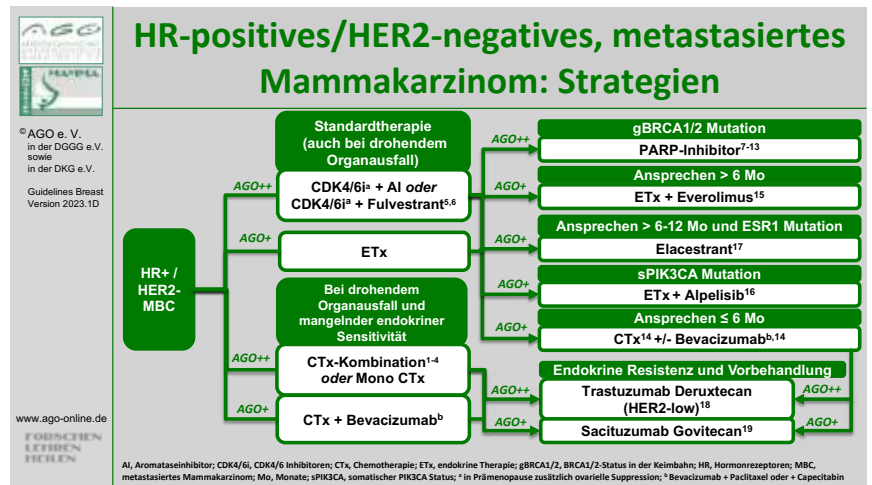 AGO
MAMMA
© AGO e. V.
in der DGGG e.V.
sowie
in der DKG e.V.
Guidelines Breast
Version 2023.1D
www.ago-online.de
FORSCHEN
LEHREN
HEILEN
HR-positives/HER2-negatives, metastasiertes
Mammakarzinom: Strategien
HR+ /
HER2-
MBC
AGO++
AGO+
AGO++
AGO+
Standardtherapie
(auch bei drohendem
Organausfall)
CDK4/6iᵃ + AI oder
CDK4/6iᵃ + Fulvestrant⁵,⁶
ETx
Bei drohendem
Organausfall und
mangelnder endokriner
Sensitivität
CTx-Kombination¹⁻⁴
oder Mono CTx
CTx + Bevacizumabᵇ
AGO++
gBRCA1/2 Mutation
PARP-Inhibitor⁷⁻¹³
AGO+
Ansprechen > 6 Mo
ETx + Everolimus¹⁵
AGO+
Ansprechen > 6-12 Mo und ESR1 Mutation
Elacestrant¹⁷
AGO+
sPIK3CA Mutation
ETx + Alpelisib¹⁶
AGO+
Ansprechen ≤ 6 Mo
CTx¹⁴ +/- Bevacizumabᵇ,¹⁴
Endokrine Resistenz und Vorbehandlung
AGO++
Trastuzumab Deruxtecan
(HER2-low)¹⁸
AGO++
AGO+
Sacituzumab Govitecan¹⁹
AGO+
AI, Aromataseinhibitor; CDK4/6i, CDK4/6 Inhibitoren; CTx, Chemotherapie; ETx, endokrine Therapie; gBRCA1/2, BRCA1/2-Status in der Keimbahn; HR, Hormonrezeptoren; MBC,
metastasiertes Mammakarzinom; Mo, Monate; sPIK3CA, somatischer PIK3CA Status; ᵃ in Prämenopause zusätzlich ovarielle Suppression; ᵇ Bevacizumab + Paclitaxel oder + Capecitabin